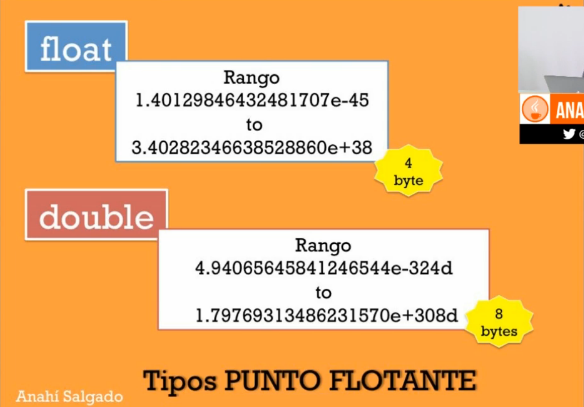 float
Rango
1.40129846432481707e-45
to
3.40282346638528860e+38
4
byte
double
Rango
4.94065645841246544e-324d
to
1.79769313486231570e+308d
8
bytes
Tipos PUNTO FLOTANTE
Anahí Salgado
ANA